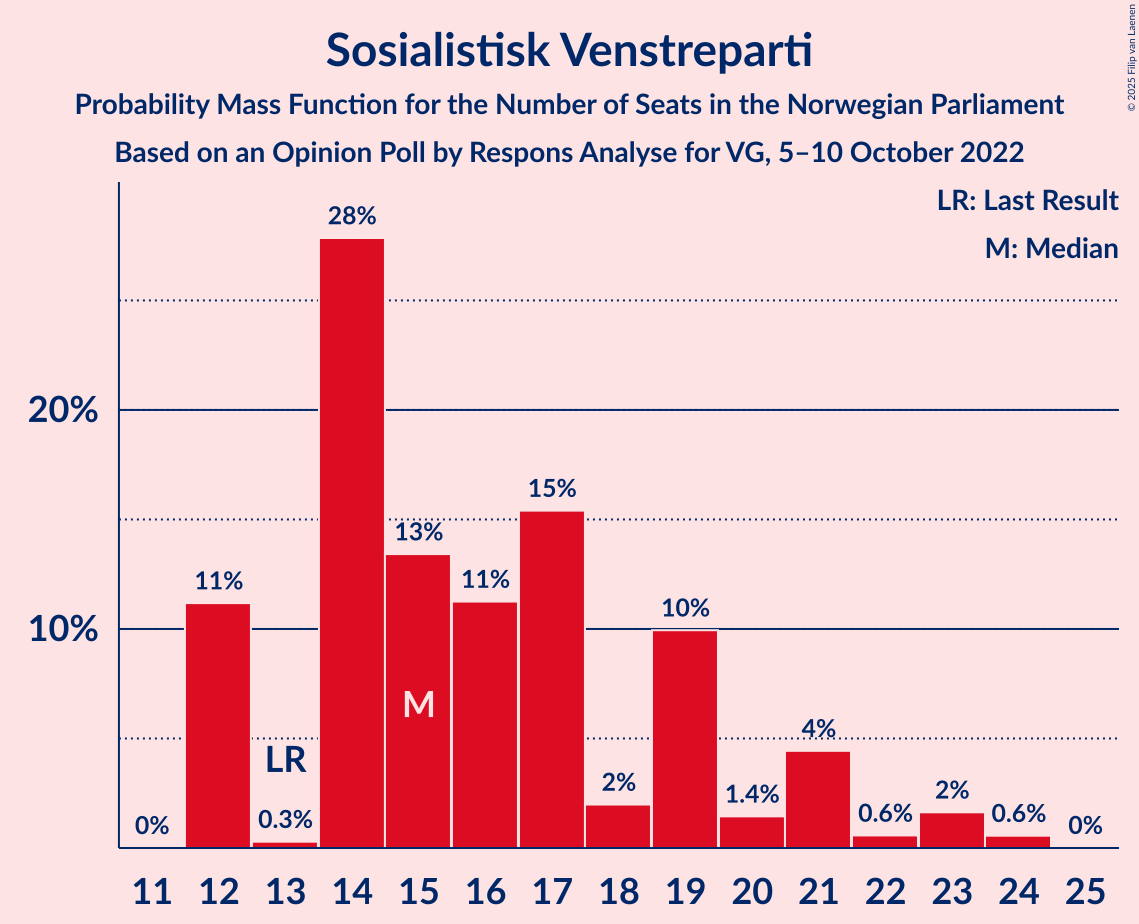 Sosialistisk Venstreparti
Probability Mass Function for the Number of Seats in the Norwegian Parliament
Based on an Opinion Poll by Respons Analyse for VG, 5–10 October 2022
© 2025 Filip van Laenen
LR: Last Result
M: Median
20%
10%
0%
11%
LR
0.3%
28%
13%
M
11%
15%
2%
10%
1.4%
4%
0.6%
2%
0.6%
0%
11 12 13 14 15 16 17 18 19 20 21 22 23 24 25